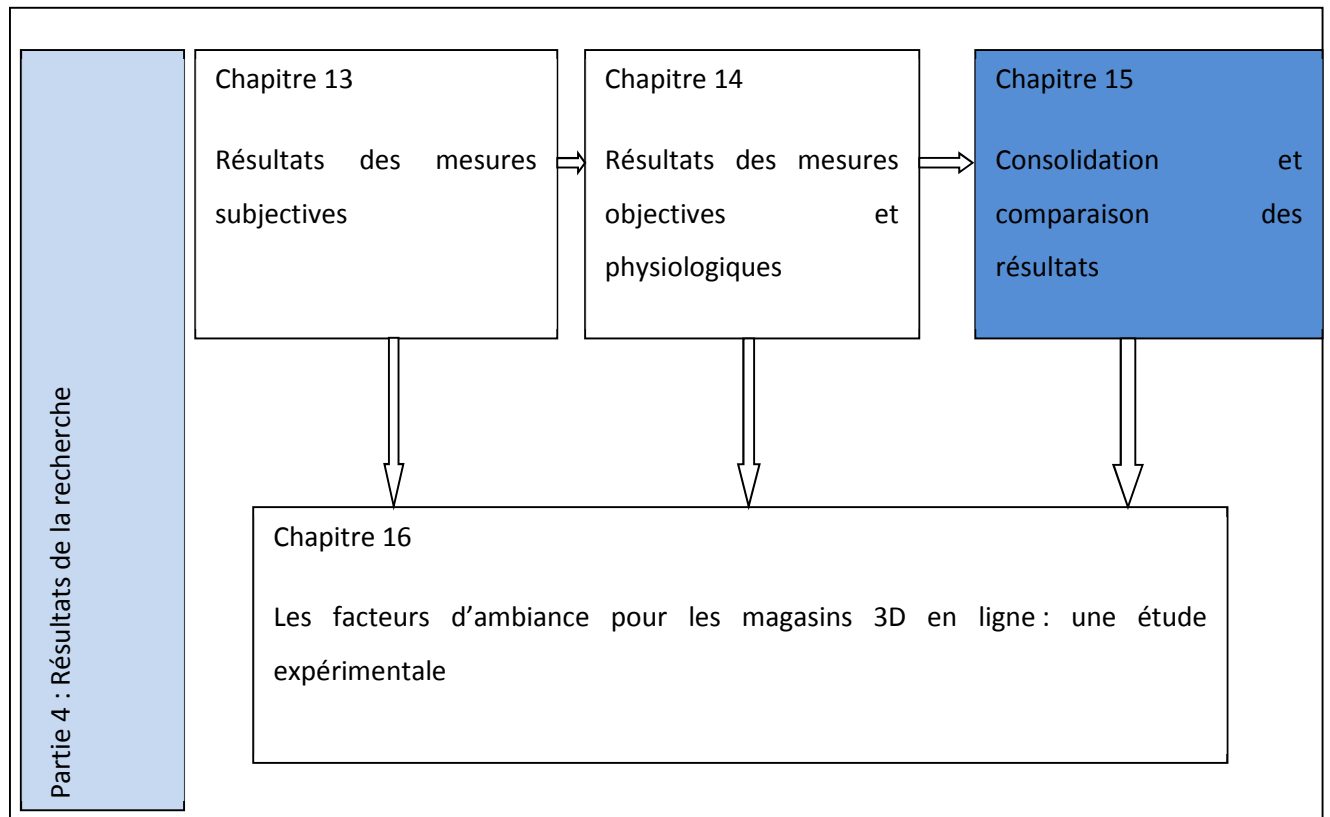 Partie 4 : Résultats de la recherche
Chapitre 13
Résultats des mesures
subjectives
Chapitre 14
Résultats des mesures
objectives et
physiologiques
Chapitre 15
Consolidation et
comparaison des
résultats
Chapitre 16
Les facteurs d’ambiance pour les magasins 3D en ligne : une étude
expérimentale